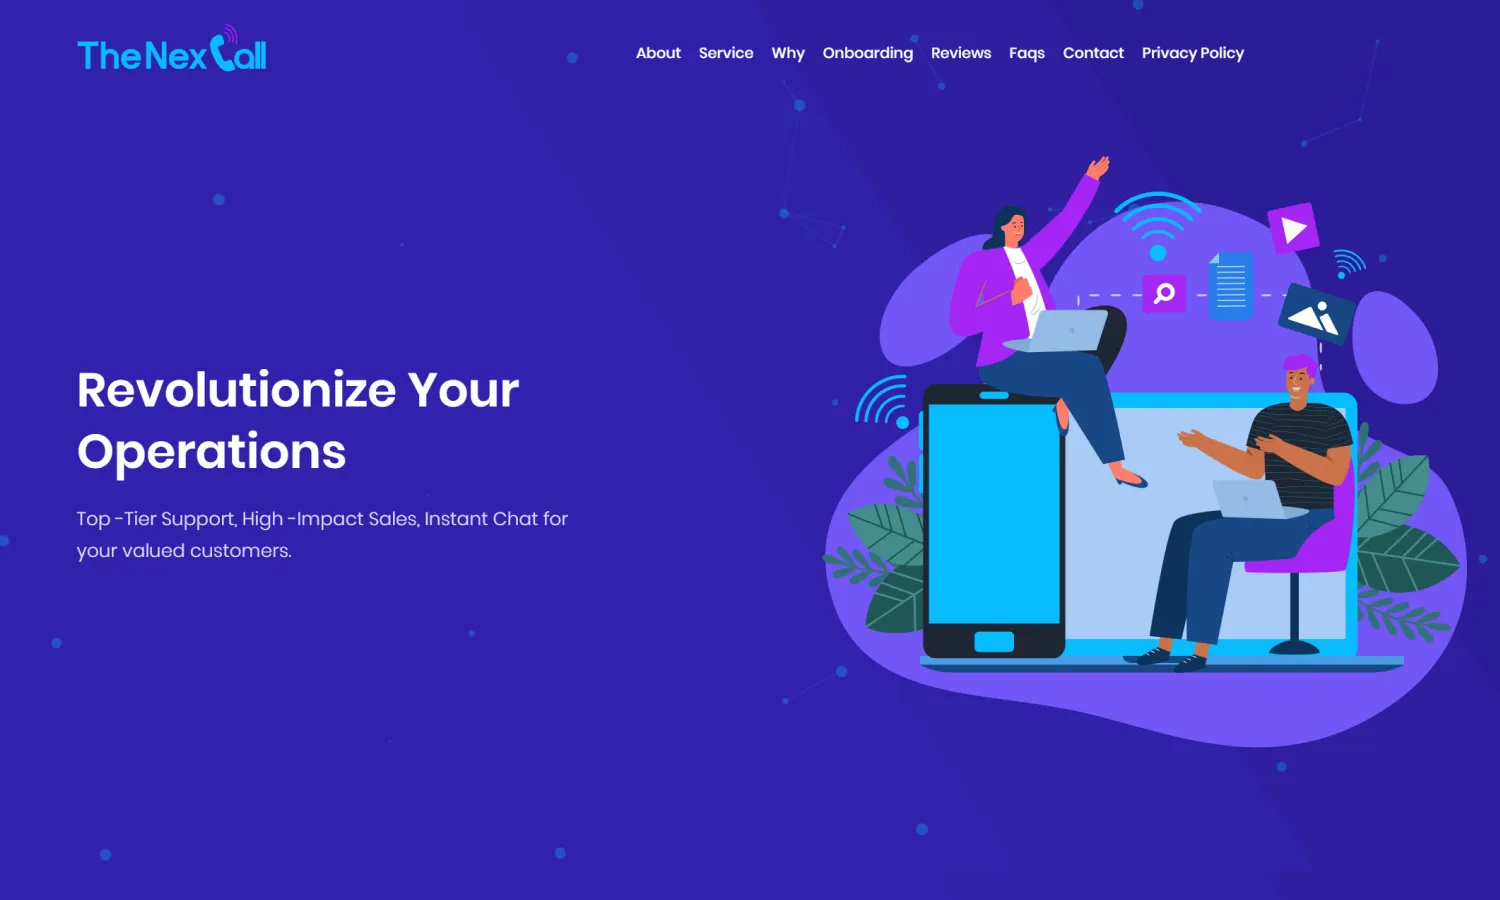 TheNexCall
About Service Why Onboarding Reviews Faqs Contact Privacy Policy
Revolutionize Your
Operations
Top -Tier Support, High -Impact Sales, Instant Chat for
your valued customers.